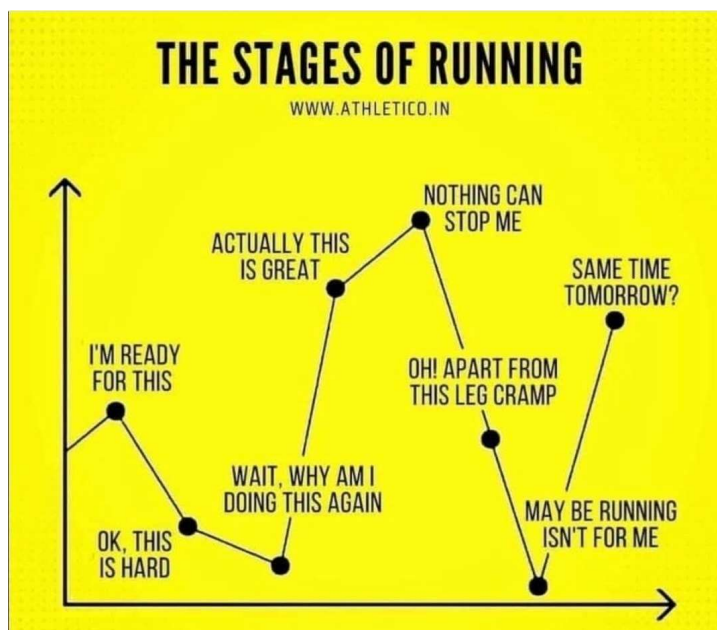 THE STAGES OF RUNNING
WWW.ATHLETICO.IN
NOTHING CAN
STOP ME
ACTUALLY THIS
IS GREAT
SAME TIME
TOMORROW?
I'M READY
FOR THIS
OH! APART FROM
THIS LEG CRAMP
WAIT, WHY AM I
DOING THIS AGAIN
MAY BE RUNNING
ISN'T FOR ME
OK, THIS
IS HARD